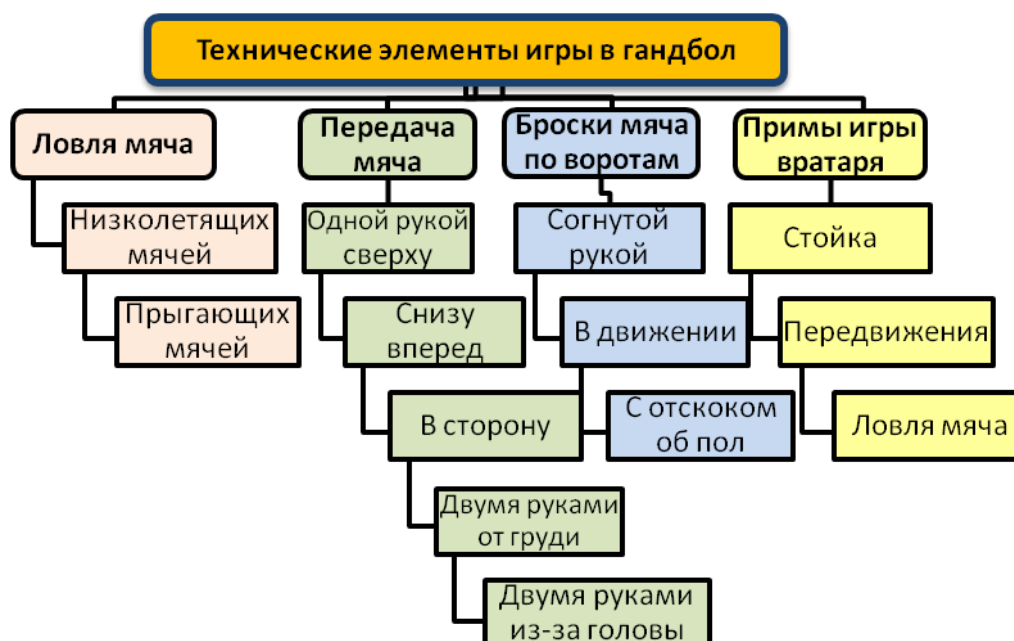 Технические элементы игры в гандбол
Ловля мяча
Низколетящих
мячей
Прыгающих
мячей
Передача
мяча
Одной рукой
сверху
Снизу
вперед
В сторону
Двумя руками
от груди
Двумя руками
из-за головы
Броски мяча
по воротам
Согнутой
рукой
В движении
С отскоком
об пол
Примы игры
вратаря
Стойка
Передвижения
Ловля мяча